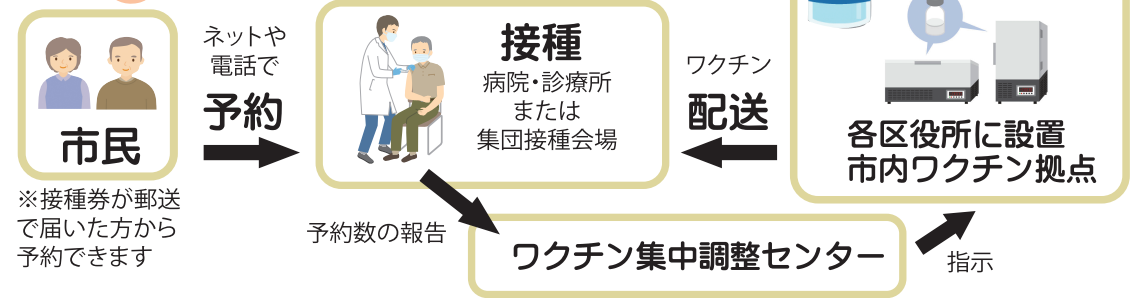 ネットや
電話で
予約
市民
※接種券が郵送
で届いた方から
予約できます
接種
病院・診療所
または
集団接種会場
ワクチン
配送
各区役所に設置
市内ワクチン拠点
予約数の報告
ワクチン集中調整センター
指示